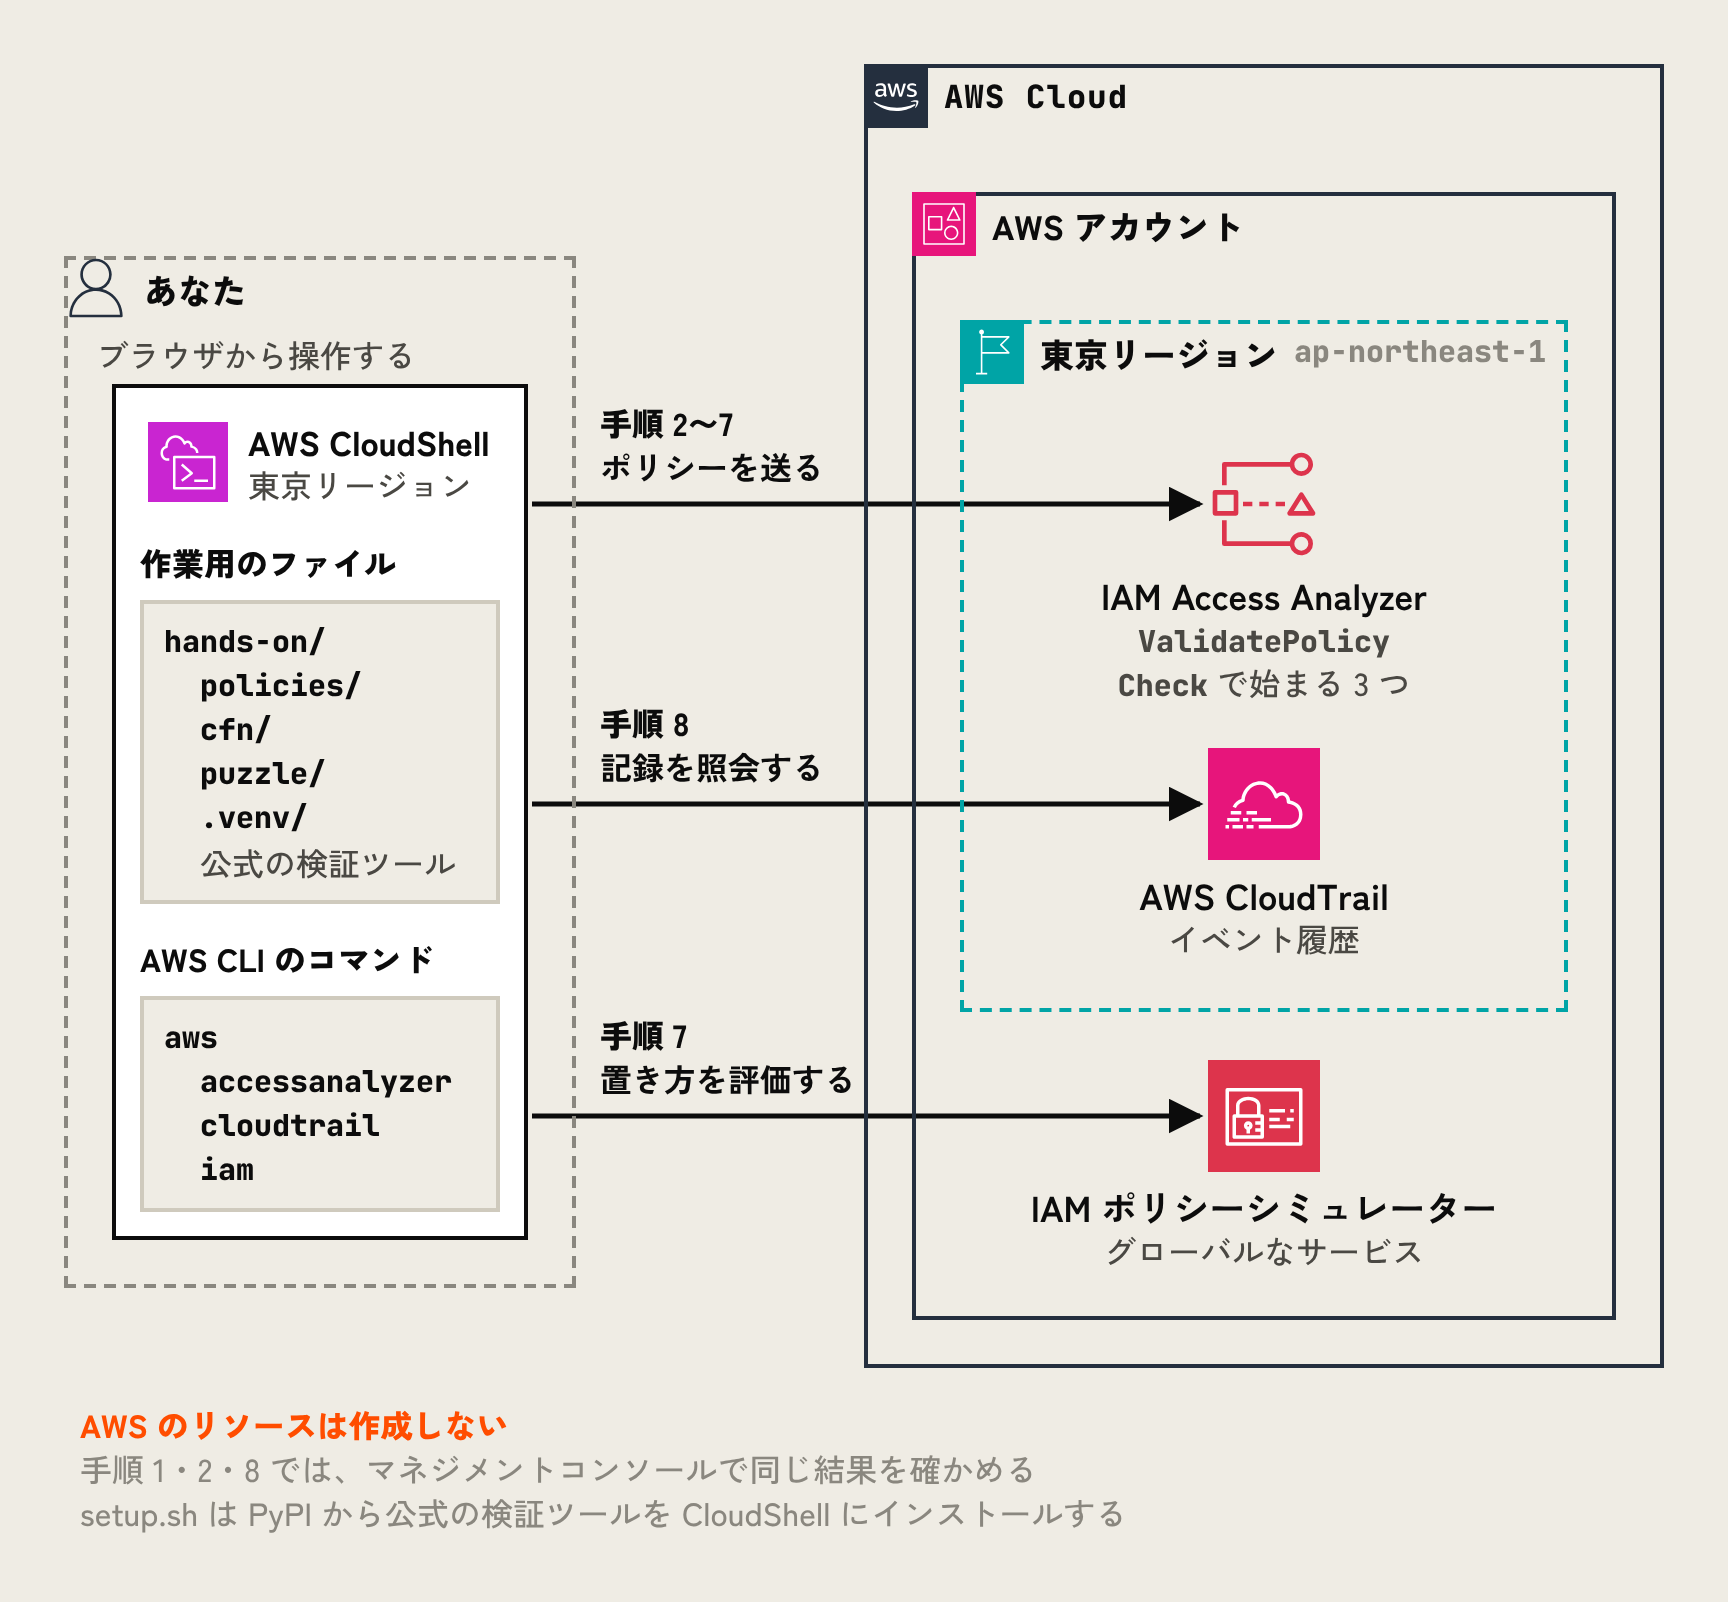 aws
AWS Cloud
AWS アカウント
あなた
ブラウザから操作する
東京リージョン ap-northeast-1
AWS CloudShell
東京リージョン
作業用のファイル
hands-on/
policies/
cfn/
puzzle/
.venv/
公式の検証ツール
AWS CLI のコマンド
aws
accessanalyzer
cloudtrail
iam
手順 2〜7
ポリシーを送る
手順 8
記録を照会する
手順 7
置き方を評価する
IAM Access Analyzer
ValidatePolicy
Check で始まる 3 つ
AWS CloudTrail
イベント履歴
IAM ポリシーシミュレーター
グローバルなサービス
AWS のリソースは作成しない
手順 1・2・8 では、マネジメントコンソールで同じ結果を確かめる
setup.sh は PyPI から公式の検証ツールを CloudShell にインストールする